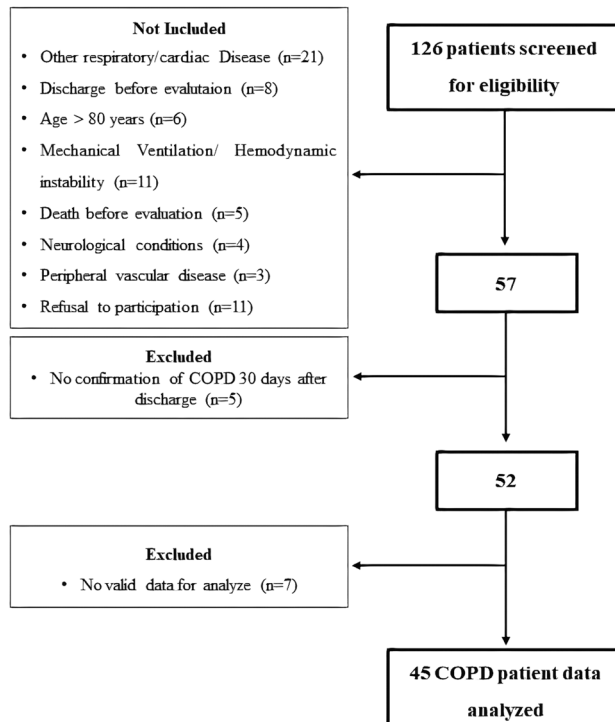 Not Included
• Other respiratory/cardiac Disease (n=21)
• Discharge before evalutaion (n=8)
• Age > 80 years (n=6)
• Mechanical Ventilation/ Hemodynamic
instability (n=11)
• Death before evaluation (n=5)
• Neurological conditions (n=4)
• Peripheral vascular disease (n=3)
• Refusal to participation (n=11)
126 patients screened
for eligibility
57
Excluded
• No confirmation of COPD 30 days after
discharge (n=5)
52
Excluded
• No valid data for analyze (n=7)
45 COPD patient data
analyzed